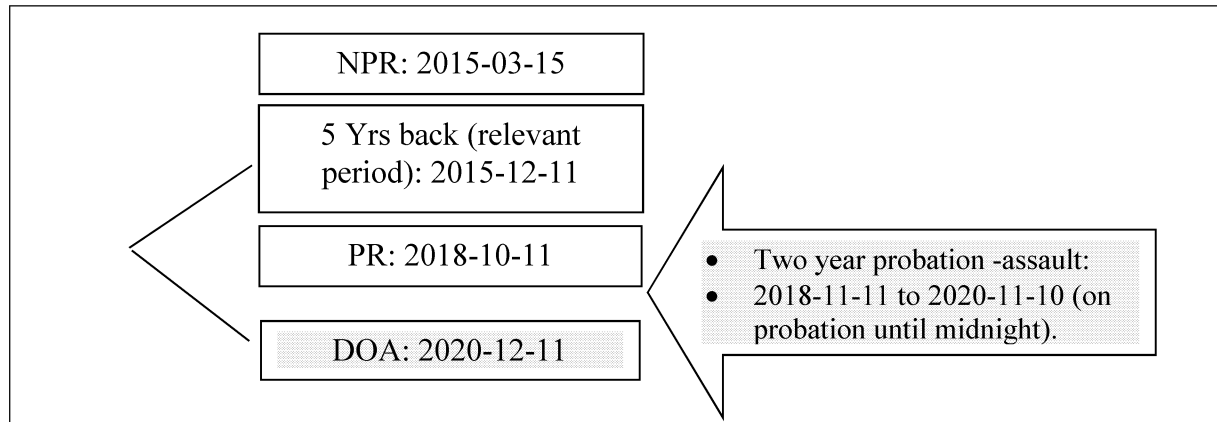 NPR: 2015-03-15
5 Yrs back (relevant
period): 2015-12-11
PR: 2018-10-11
DOA: 2020-12-11
• Two year probation -assault:
• 2018-11-11 to 2020-11-10 (on
probation until midnight).